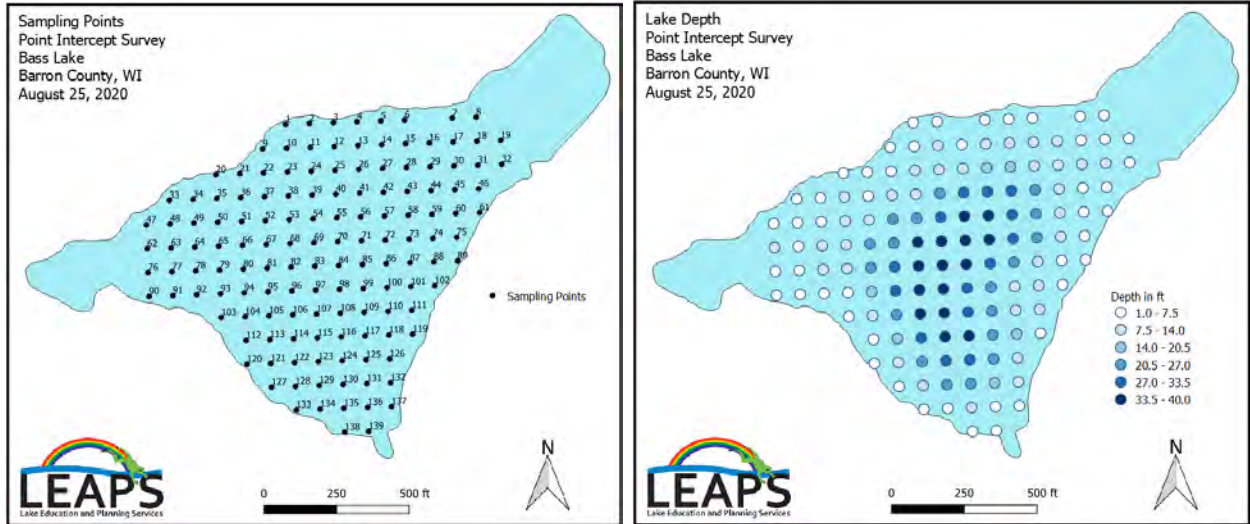 Sampling Points
Point Intercept Survey
Bass Lake
Barron County, WI
August 25, 2020
1 2 3 4 5 6 7 8
9 10 11 12 13 14 15 16 17 18 19
20 21 22 23 24 25 26 27 28 29 30 31 32
33 34 35 36 37 38 39 40 41 42 43 44 45 46
47 48 49 50 51 52 53 54 55 56 57 58 59 60 61
62 63 64 65 66 67 68 69 70 71 72 73 74 75
76 77 78 79 80 81 82 83 84 85 86 87 88 89
90 91 92 93 94 95 96 97 98 99 100 101 102
Sampling Points
103 104 105 106 107 108 109 110 111
112 113 114 115 116 117 118 119
120 121 122 123 124 125 126
127 128 129 130 131 132
133 134 135 136 137
138 139
LEAPS
Lake Education and Planning Services
0 250 500 ft
N
Lake Depth
Point Intercept Survey
Bass Lake
Barron County, WI
August 25, 2020
Depth in ft
1.0 - 7.5
7.5 - 14.0
14.0 - 20.5
20.5 - 27.0
27.0 - 33.5
33.5 - 40.0
LEAPS
Lake Education and Planning Services
0 250 500 ft
N